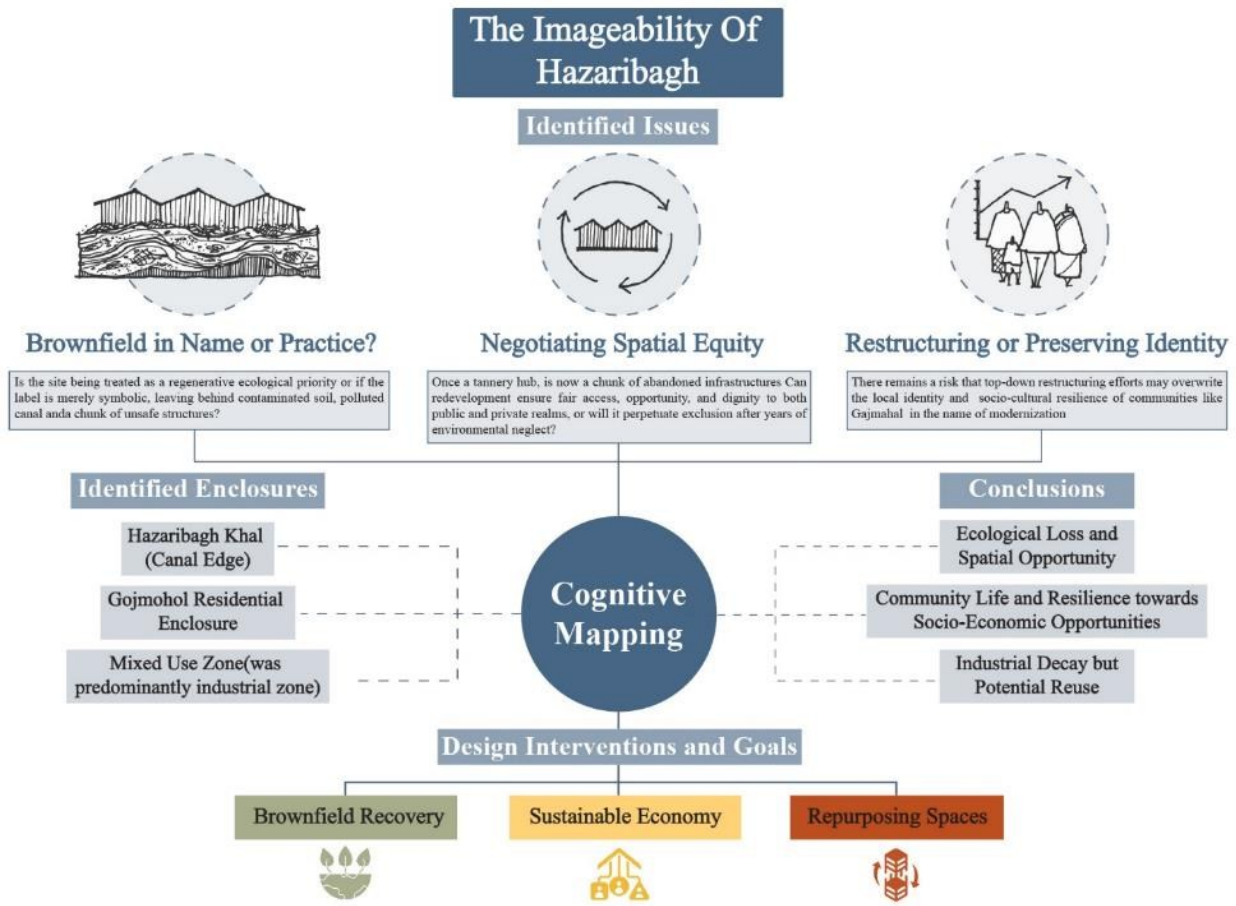 The Imageability Of
Hazaribagh
Identified Issues
Brownfield in Name or Practice?
Is the site being treated as a regenerative ecological priority or if the
label is merely symbolic, leaving behind contaminated soil, polluted
canal anda chunk of unsafe structures?
Negotiating Spatial Equity
Once a tannery hub, is now a chunk of abandoned infrastructures Can
redevelopment ensure fair access, opportunity, and dignity to both
public and private realms, or will it perpetuate exclusion after years of
environmental neglect?
Restructuring or Preserving Identity
There remains a risk that top-down restructuring efforts may overwrite
the local identity and socio-cultural resilience of communities like
Gajmahal in the name of modernization
Identified Enclosures
Hazaribagh Khal
(Canal Edge)
Gojmohol Residential
Enclosure
Mixed Use Zone(was
predominantly industrial zone)
Cognitive
Mapping
Conclusions
Ecological Loss and
Spatial Opportunity
Community Life and Resilience towards
Socio-Economic Opportunities
Industrial Decay but
Potential Reuse
Design Interventions and Goals
Brownfield Recovery
Sustainable Economy
Repurposing Spaces